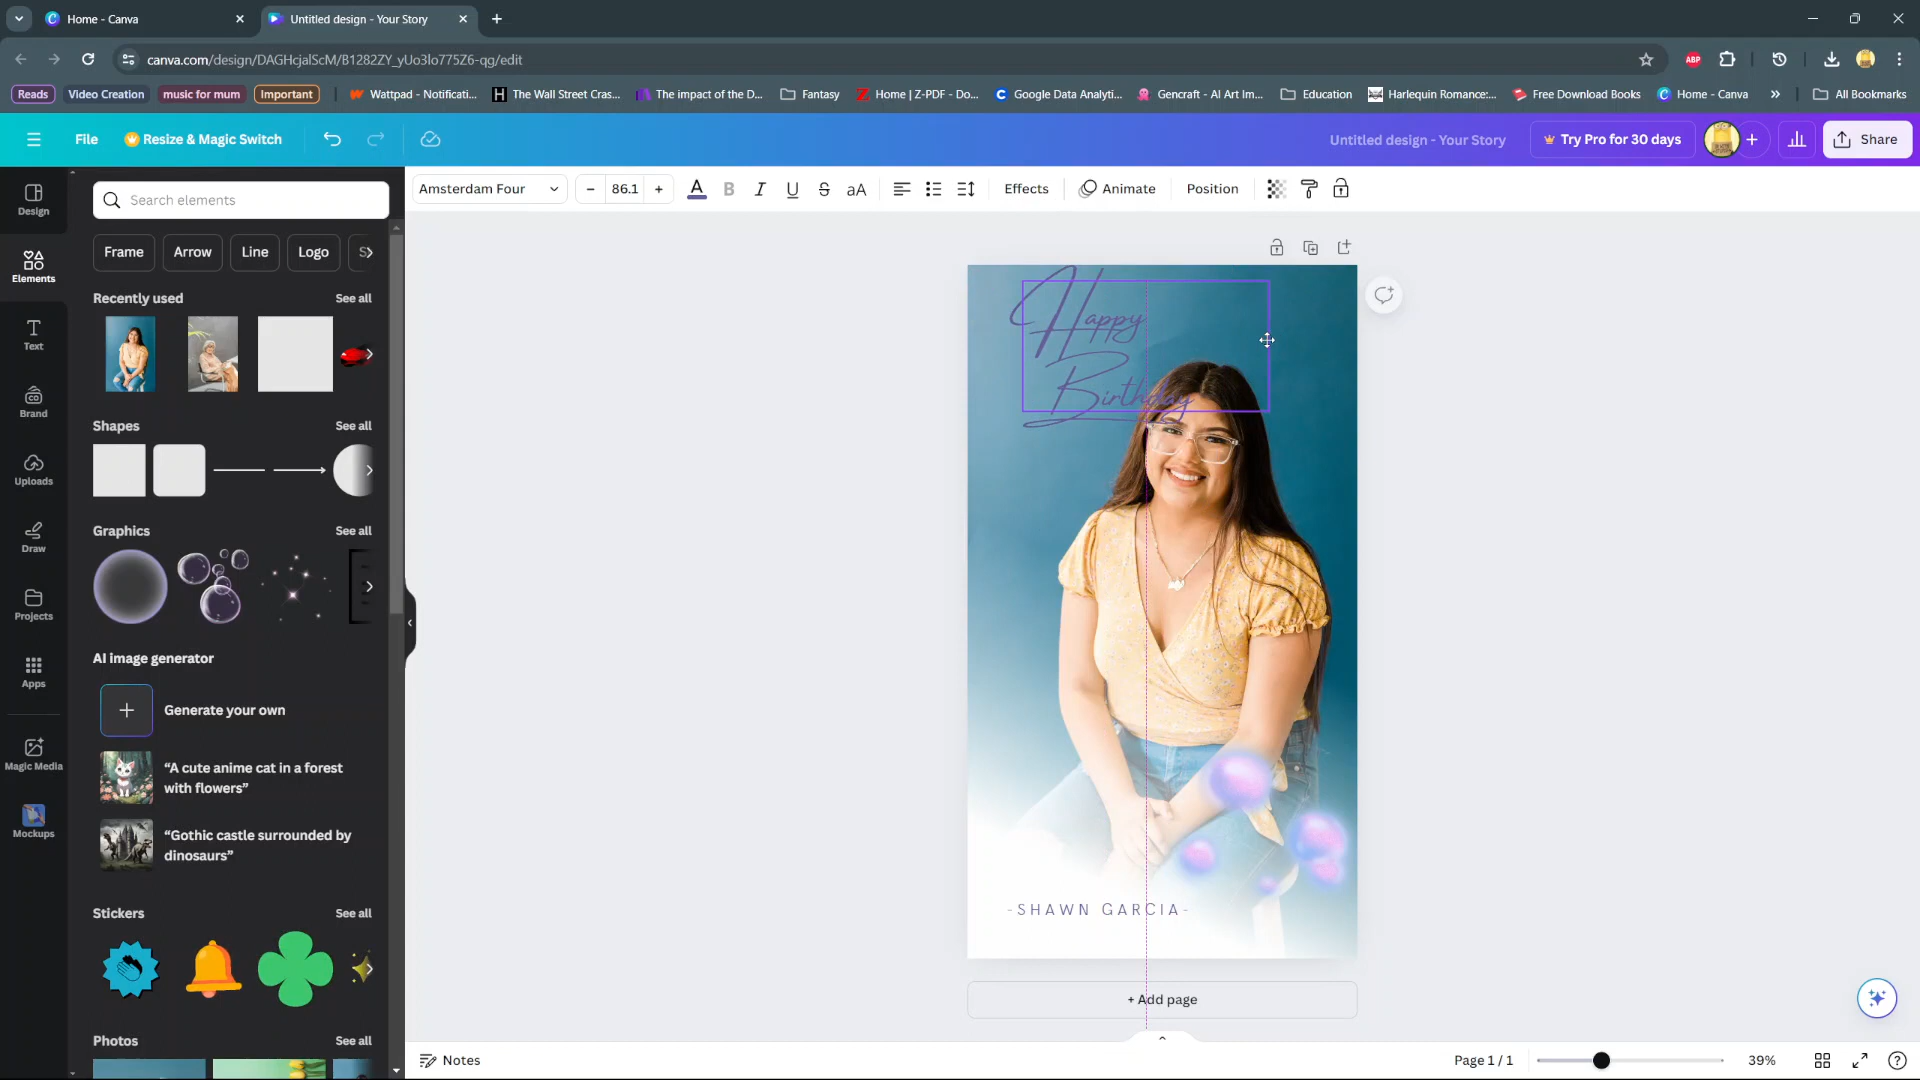 Home - Canva
Untitled design - Your Story
canva.com/design/DAGHcjalScM/B1282ZY_yUo3lo775Z6-qg/edit
ABP
Reads
Video Creation
music for mum
Important
Wattpad - Notificati...
The Wall Street Cras...
The impact of the D...
Fantasy
Home | Z-PDF - Do...
Google Data Analyti...
Gencraft - AI Art Im...
Education
Harlequin Romance:...
Free Download Books
Home - Canva
All Bookmarks
File
Resize & Magic Switch
Untitled design - Your Story
Try Pro for 30 days
Share
Design
Elements
Text
Brand
Uploads
Draw
Projects
Apps
Magic Media
Mockups
Search elements
Frame
Arrow
Line
Logo
Recently used
See all
Shapes
See all
Graphics
See all
AI image generator
Generate your own
“A cute anime cat in a forest
with flowers”
“Gothic castle surrounded by
dinosaurs”
Stickers
See all
Photos
See all
Amsterdam Four
86.1
A
B
I
U
S
aA
Effects
Animate
Position
Happy
Birthday
-SHAWN GARCIA-
+ Add page
Notes
Page 1 / 1
39%